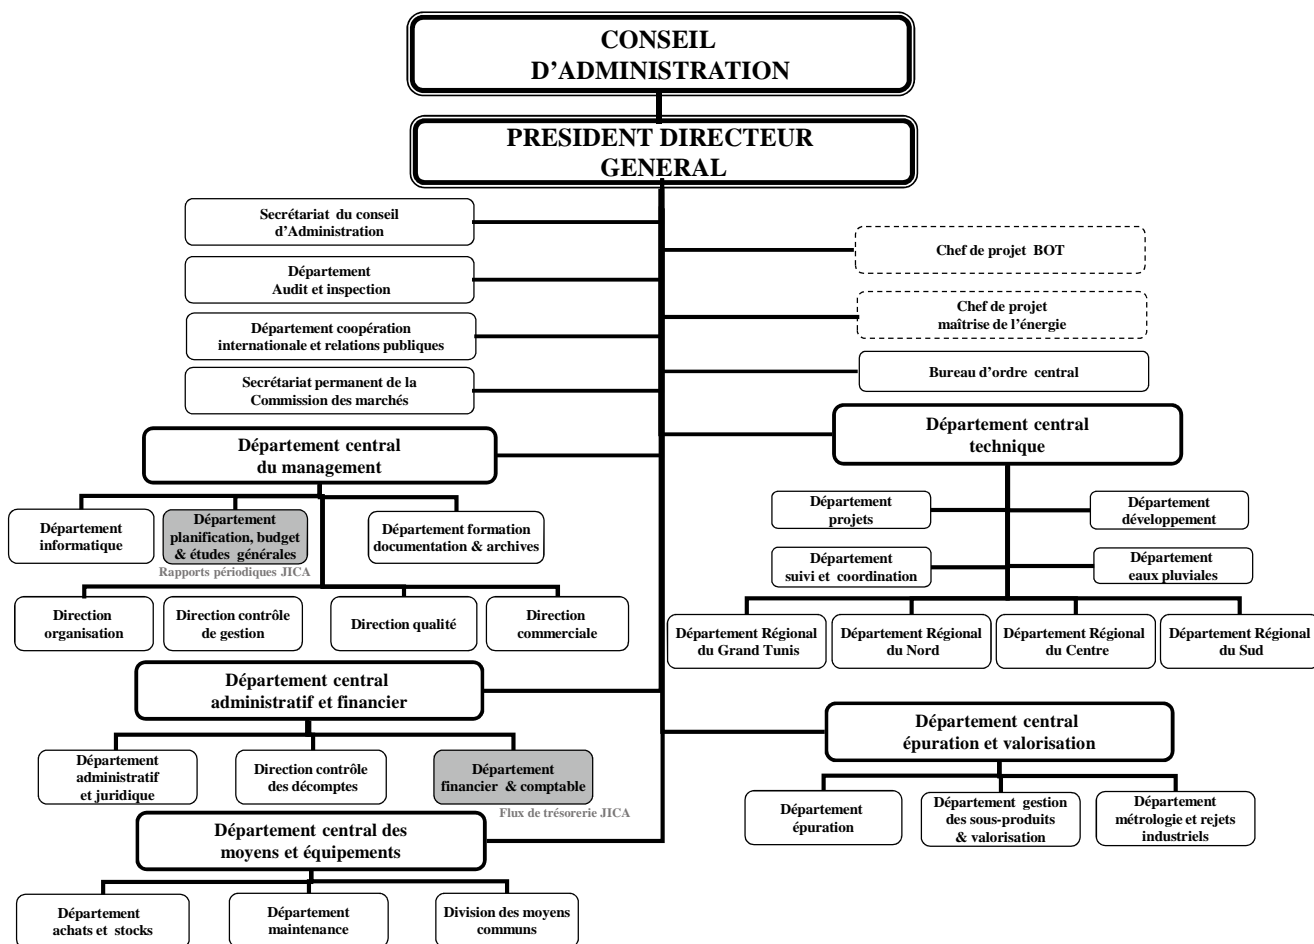 CONSEIL
D’ADMINISTRATION
PRESIDENT DIRECTEUR
GENERAL
Secrétariat du conseil
d’Administration
Département
Audit et inspection
Département coopération
internationale et relations publiques
Secrétariat permanent de la
Commission des marchés
Chef de projet BOT
Chef de projet
maîtrise de l’énergie
Bureau d’ordre central
Département central
du management
Département
informatique
Département
planification, budget
& études générales
Rapports périodiques JICA
Département formation
documentation & archives
Direction
organisation
Direction contrôle
de gestion
Direction qualité
Direction
commerciale
Département central
technique
Département
projets
Département
développement
Département
suivi et coordination
Département
eaux pluviales
Département Régional
du Grand Tunis
Département Régional
du Nord
Département Régional
du Centre
Département Régional
du Sud
Département central
administratif et financier
Département
administratif
et juridique
Direction contrôle
des décomptes
Département
financier & comptable
Flux de trésorerie JICA
Département central
épuration et valorisation
Département
épuration
Département gestion
des sous-produits
& valorisation
Département
métrologie et rejets
industriels
Département central des
moyens et équipements
Département
achats et stocks
Département
maintenance
Division des moyens
communs